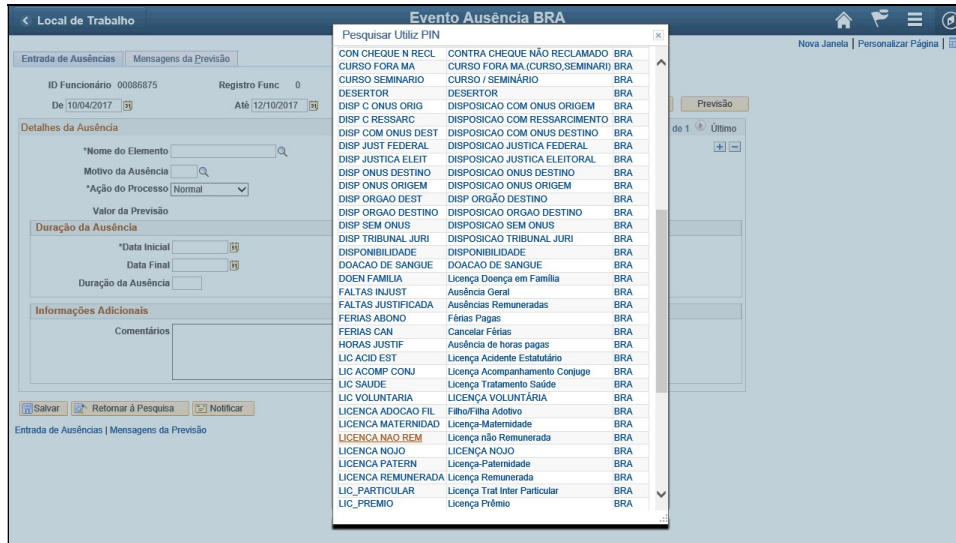 Local de Trabalho
Evento Ausência BRA
Nova Janela | Personalizar Página |
Entrada de Ausências
Mensagens da Previsão
ID Funcionário 00086875
Registro Func 0
De 10/04/2017
Até 12/10/2017
Previsão
Detalhes da Ausência
de 1 Último
*Nome do Elemento
Motivo da Ausência
*Ação do Processo Normal
Valor da Previsão
Duração da Ausência
*Data Inicial
Data Final
Duração da Ausência
Informações Adicionais
Comentários
Salvar
Retornar à Pesquisa
Notificar
Entrada de Ausências | Mensagens da Previsão
Pesquisar Utiliz PIN
CON CHEQUE N RECL CONTRA CHEQUE NÃO RECLAMADO BRA
CURSO FORA MA CURSO FORA MA.(CURSO,SEMINARI) BRA
CURSO SEMINARIO CURSO / SEMINÁRIO BRA
DESERTOR DESERTOR BRA
DISP C ONUS ORIG DISPOSICAO COM ONUS ORIGEM BRA
DISP C RESSARC DISPOSICAO COM RESSARCIMENTO BRA
DISP COM ONUS DEST DISPOSICAO COM ONUS DESTINO BRA
DISP JUST FEDERAL DISPOSICAO JUSTICA FEDERAL BRA
DISP JUSTICA ELEIT DISPOSICAO JUSTICA ELEITORAL BRA
DISP ONUS DESTINO DISPOSICAO ONUS DESTINO BRA
DISP ONUS ORIGEM DISPOSICAO ONUS ORIGEM BRA
DISP ORGAO DEST DISP ORGÃO DESTINO BRA
DISP ORGAO DESTINO DISPOSICAO ORGAO DESTINO BRA
DISP SEM ONUS DISPOSICAO SEM ONUS BRA
DISP TRIBUNAL JURI DISPOSICAO TRIBUNAL JURI BRA
DISPONIBILIDADE DISPONIBILIDADE BRA
DOACAO DE SANGUE DOACAO DE SANGUE BRA
DOEN FAMILIA Licença Doença em Família BRA
FALTAS INJUST Ausência Geral BRA
FALTAS JUSTIFICADA Ausências Remuneradas BRA
FERIAS ABONO Férias Pagas BRA
FERIAS CAN Cancelar Férias BRA
HORAS JUSTIF Ausência de horas pagas BRA
LIC ACID EST Licença Acidente Estatutário BRA
LIC ACOMP CONJ Licença Acompanhamento Conjuge BRA
LIC SAUDE Licença Tratamento Saúde BRA
LIC VOLUNTARIA LICENÇA VOLUNTÁRIA BRA
LICENCA ADOCAO FIL Filho/Filha Adotivo BRA
LICENCA MATERNIDAD Licença-Maternidade BRA
LICENCA NAO REM Licença não Remunerada BRA
LICENCA NOJO LICENÇA NOJO BRA
LICENCA PATERN Licença-Paternidade BRA
LICENCA REMUNERADA Licença Remunerada BRA
LIC_PARTICULAR Licença Trat Inter Particular BRA
LIC_PREMIO Licença Prêmio BRA